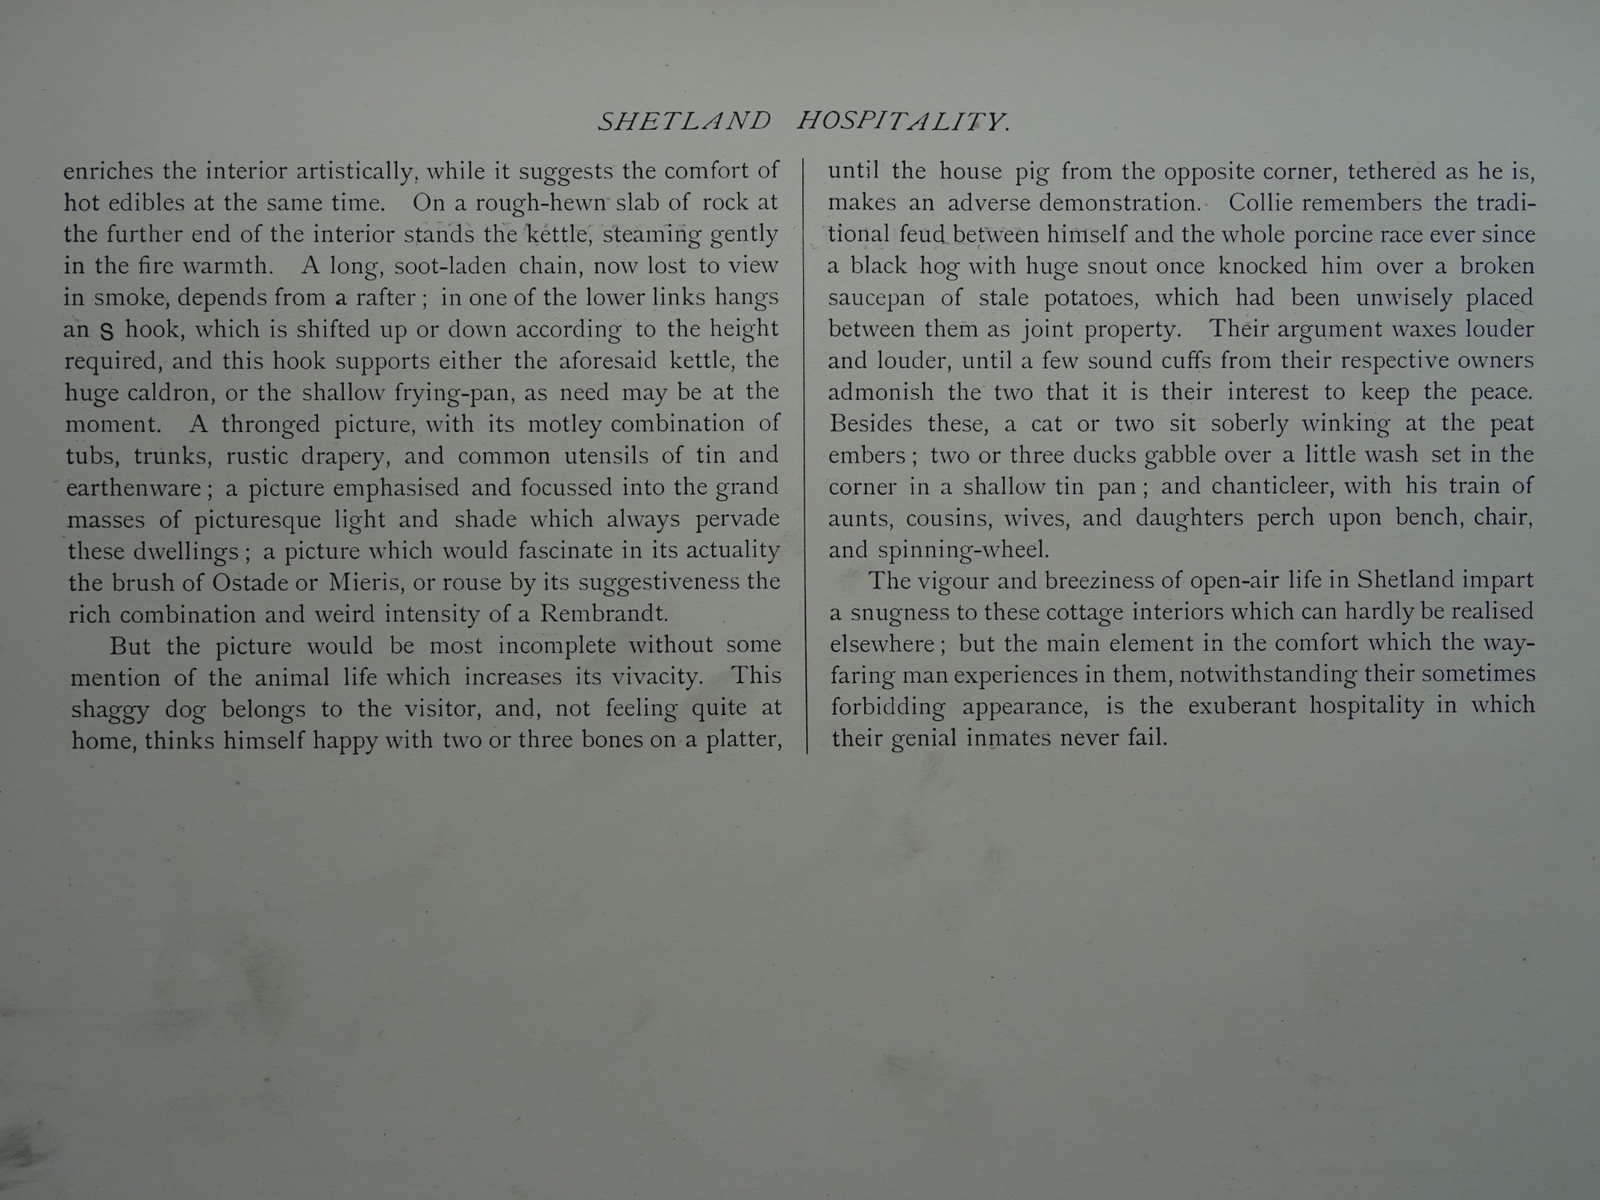 SHETLAND HOSPITALITY.
enriches the interior artistically, while it suggests the comfort of
hot edibles at the same time. On a rough-hewn slab of rock at
the further end of the interior stands the kettle, steaming gently
in the fire warmth. A long, soot-laden chain, now lost to view
in smoke, depends from a rafter ; in one of the lower links hangs
an S hook, which is shifted up or down according to the height
required, and this hook supports either the aforesaid kettle, the
huge caldron, or the shallow frying-pan, as need may be at the
moment. A thronged picture, with its motley combination of
tubs, trunks, rustic drapery, and common utensils of tin and
earthenware ; a picture emphasised and focussed into the grand
masses of picturesque light and shade which always pervade
these dwellings ; a picture which would fascinate in its actuality
the brush of Ostade or Mieris, or rouse by its suggestiveness the
rich combination and weird intensity of a Rembrandt.
But the picture would be most incomplete without some
mention of the animal life which increases its vivacity. This
shaggy dog belongs to the visitor, and, not feeling quite at
home, thinks himself happy with two or three bones on a platter,
until the house pig from the opposite corner, tethered as he is,
makes an adverse demonstration. Collie remembers the tradi-
tional feud between himself and the whole porcine race ever since
a black hog with huge snout once knocked him over a broken
saucepan of stale potatoes, which had been unwisely placed
between them as joint property. Their argument waxes louder
and louder, until a few sound cuffs from their respective owners
admonish the two that it is their interest to keep the peace.
Besides these, a cat or two sit soberly winking at the peat
embers ; two or three ducks gabble over a little wash set in the
corner in a shallow tin pan ; and chanticleer, with his train of
aunts, cousins, wives, and daughters perch upon bench, chair,
and spinning-wheel.
The vigour and breeziness of open-air life in Shetland impart
a snugness to these cottage interiors which can hardly be realised
elsewhere ; but the main element in the comfort which the way-
faring man experiences in them, notwithstanding their sometimes
forbidding appearance, is the exuberant hospitality in which
their genial inmates never fail.